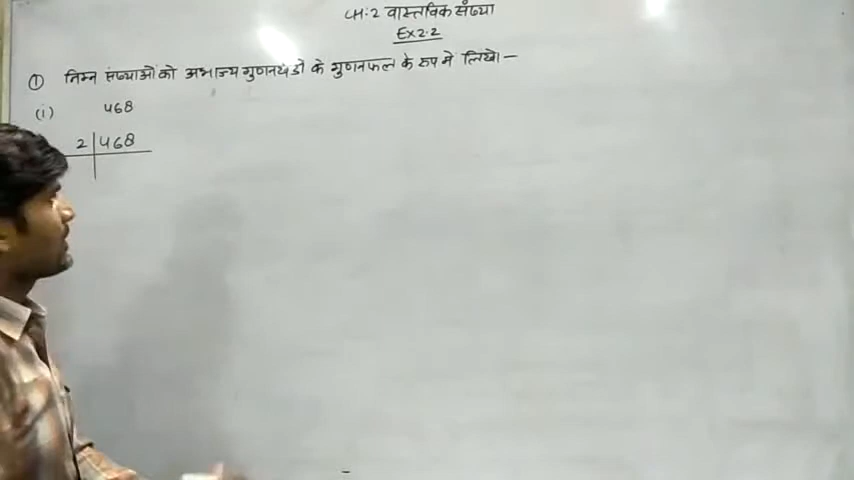 CH:2 वास्तविक संख्या
Ex 2.2
① निम्न संख्याओं को अभाज्य गुणनखंडों के गुणनफल के रूप में लिखो-
(i) 468
2 | 468